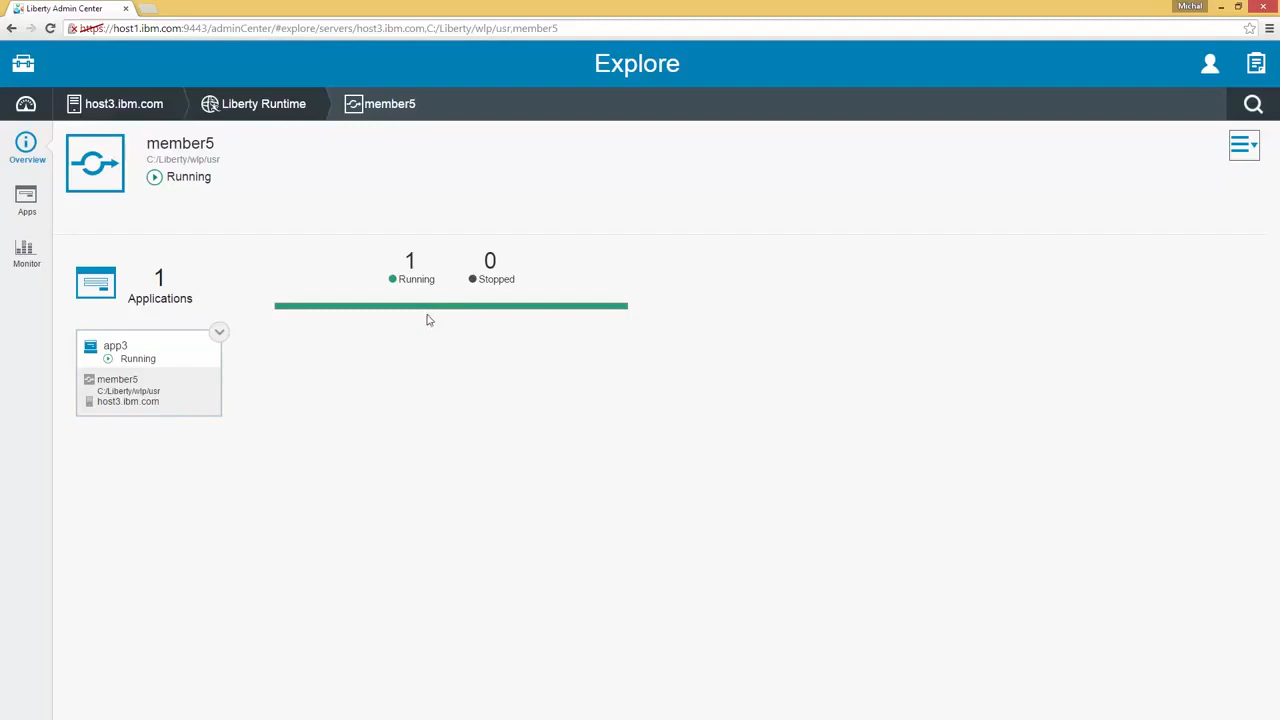 Liberty Admin Center
Michal
https://host1.ibm.com:9443/adminCenter/#explore/servers/host3.ibm.com,C:/Liberty/wlp/usr,member5
Explore
host3.ibm.com
Liberty Runtime
member5
Overview
Apps
Monitor
member5
C:/Liberty/wlp/usr
Running
1
Applications
1
Running
0
Stopped
app3
Running
member5
C:/Liberty/wlp/usr
host3.ibm.com